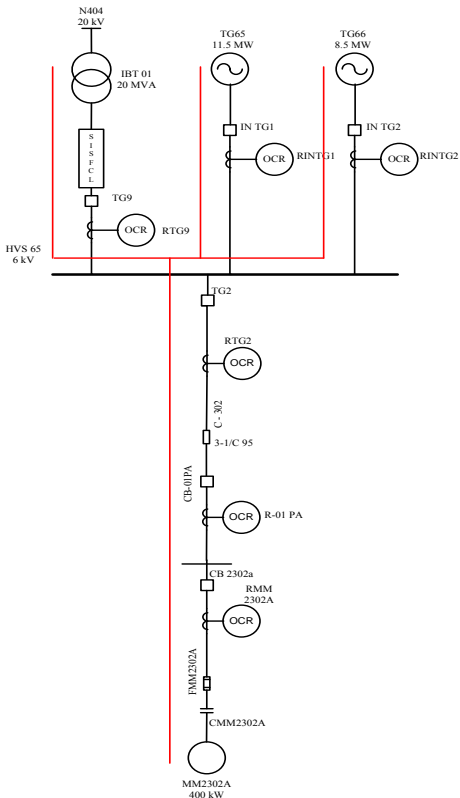 N404
20 kV
TG65
11.5 MW
TG66
8.5 MW
IBT 01
20 MVA
S
I
S
F
C
L
IN TG1
IN TG2
OCR
RINTG1
OCR
RINTG2
TG9
OCR
RTG9
HVS 65
6 kV
TG2
RTG2
OCR
C - 302
3-1/C 95
CB-01PA
OCR
R-01 PA
CB 2302a
RMM
2302A
OCR
FMM2302A
CMM2302A
MM2302A
400 kW